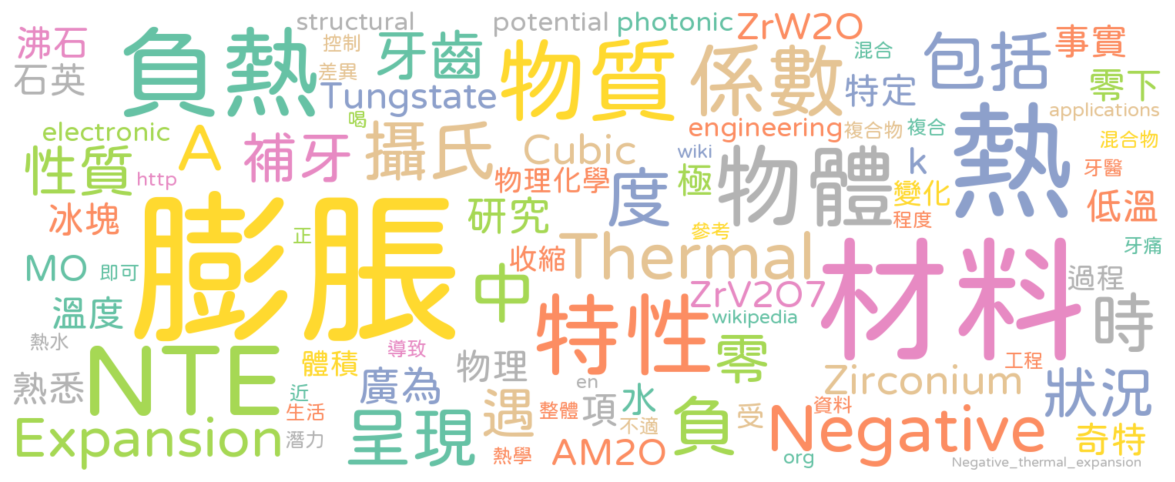 structural potential photonic ZrW2O
沸石 負熱 控制 牙齒 物質 係數 混合 包括 事實
石英 差異 Tungstate 特定 零下
喝 applications
electronic 補牙 攝氏 engineering 複合物 複合 熱 混合物
性質 A Cubic wiki 物體 k 牙醫
http 物理化學 度 極 變化 低溫
冰塊 膨脹 研究 參考 程度
正 收縮 Thermal 材料 牙痛
MO 即可 中 ZrV2O7 過程
溫度 特性 wikipedia 時
熱水 NTE 導致 零
體積 物理 工程
熟悉 廣為 en Zirconium 狀況
近 遇 項 水 負 受 資料
Expansion 生活 呈現 整體 不適 Negative 奇特
潛力 熱學 AM2O org Negative_thermal_expansion